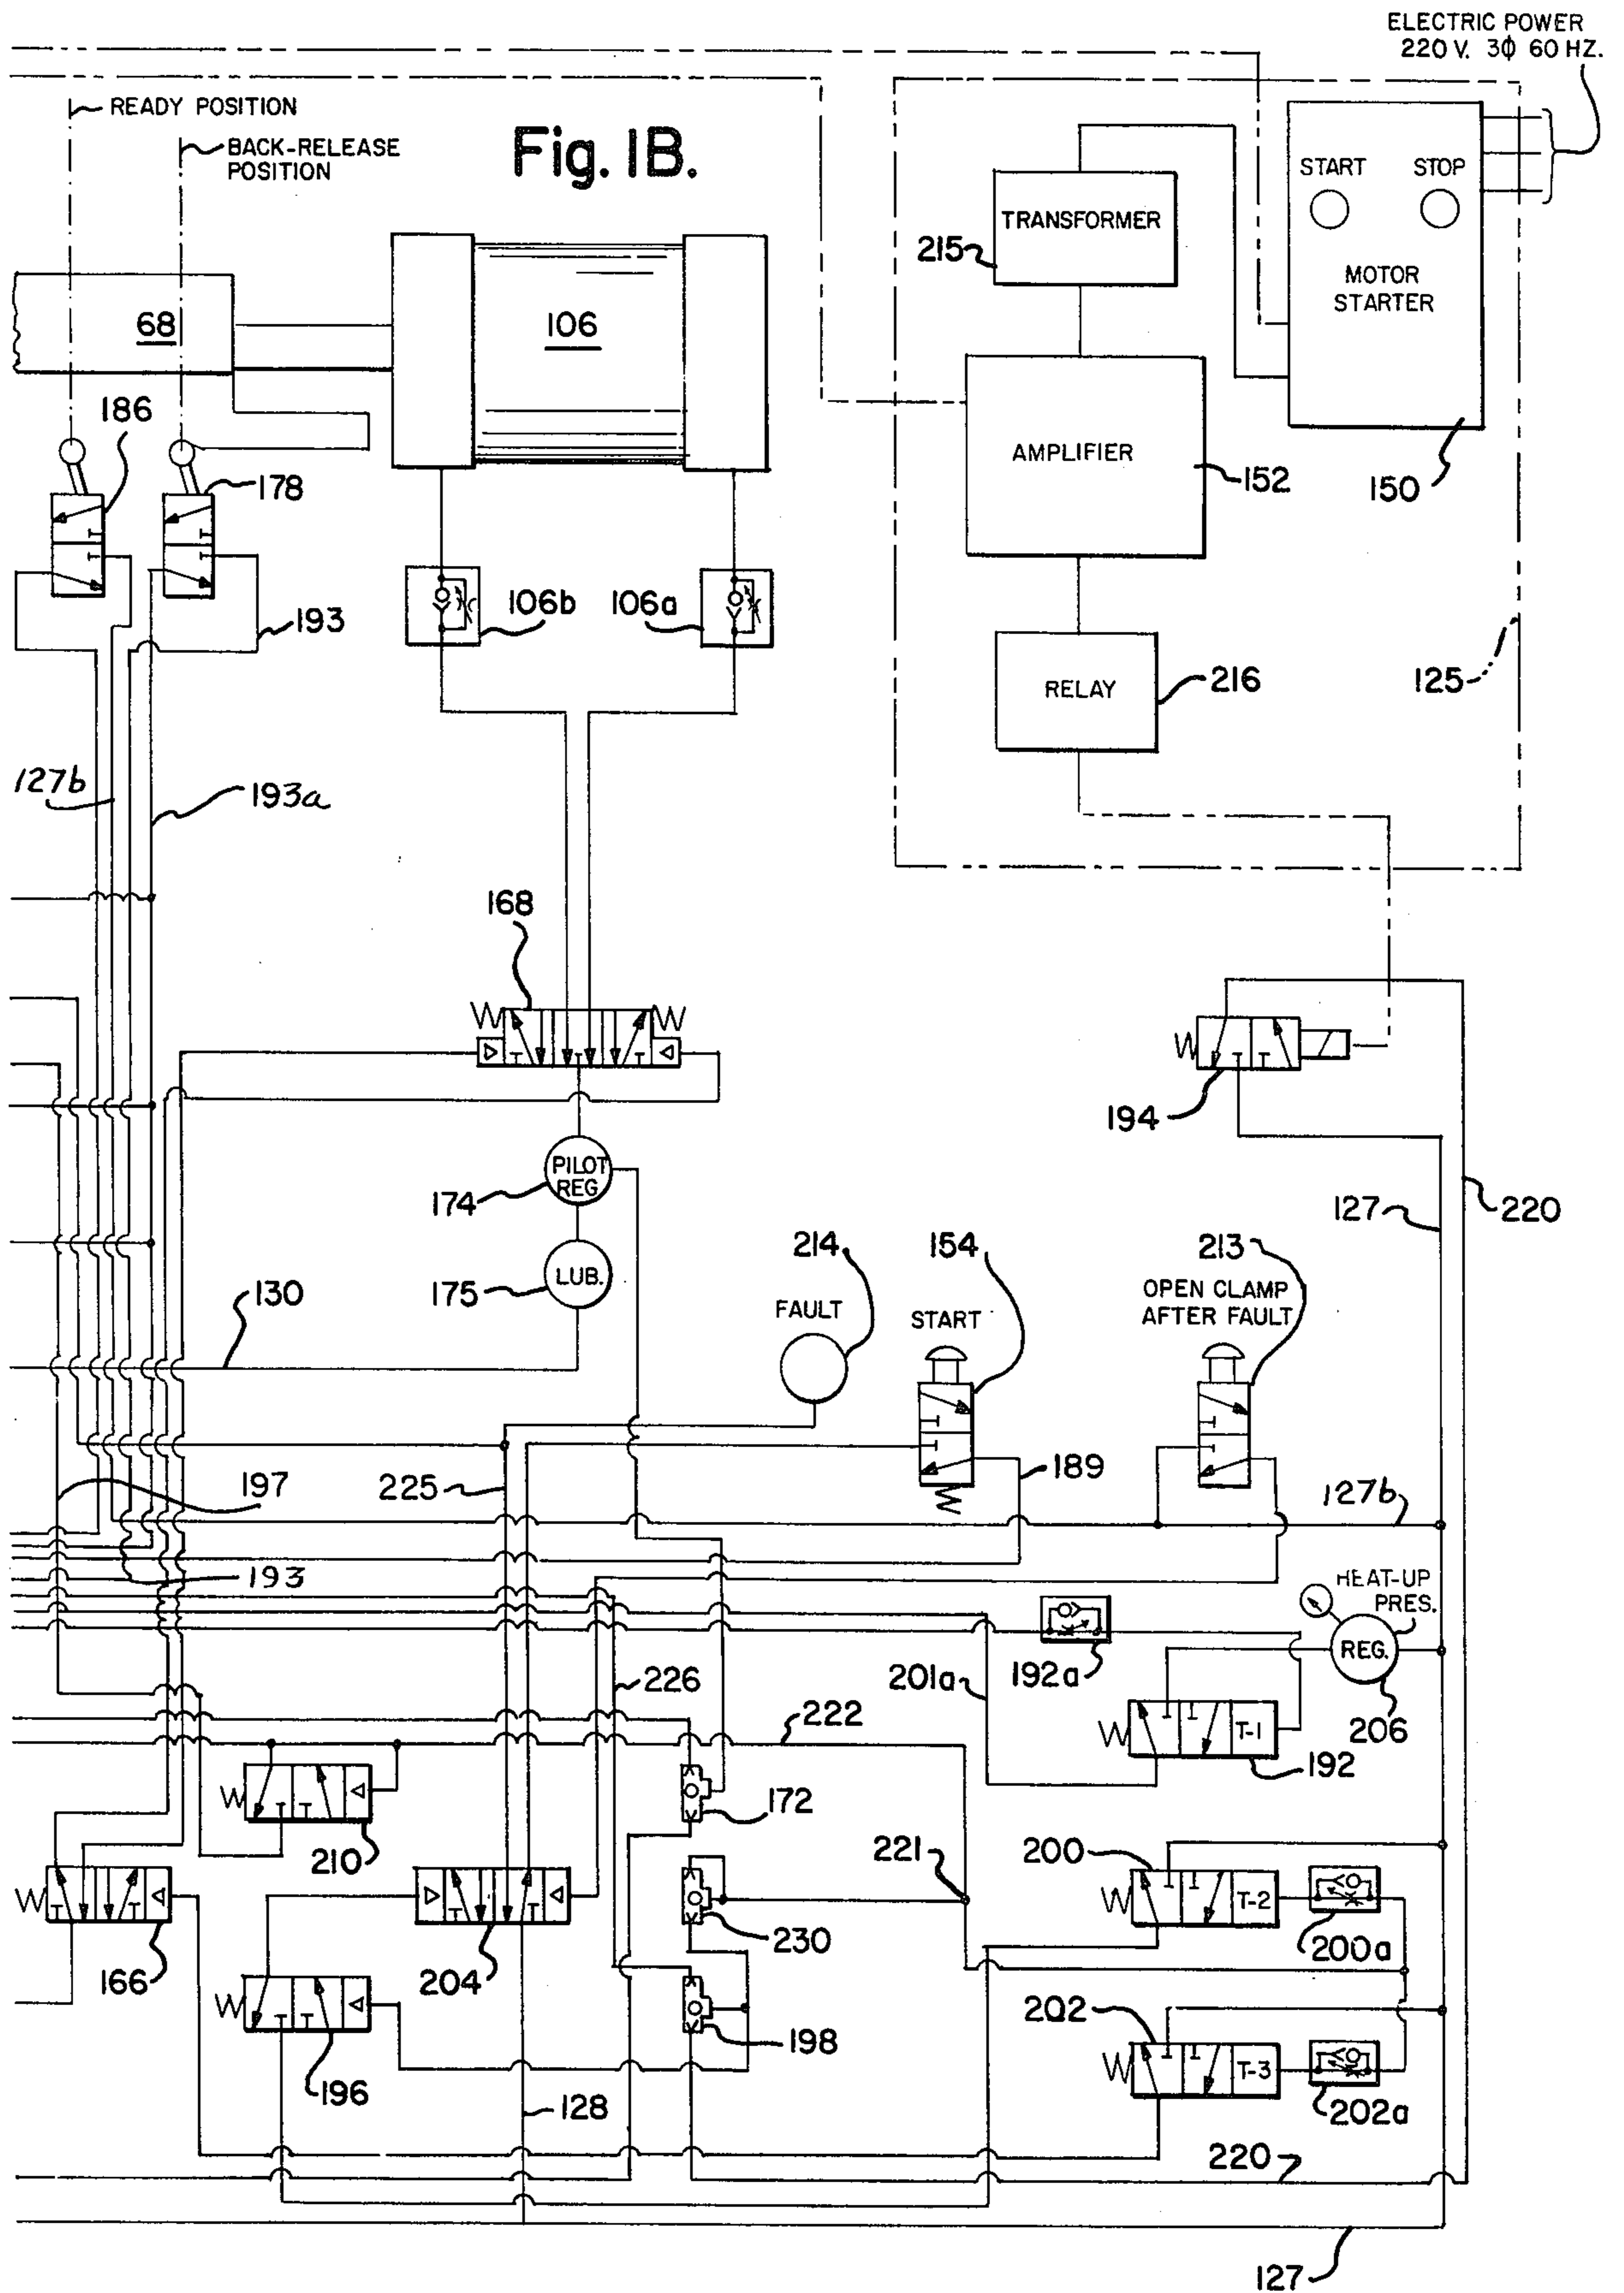 ELECTRIC POWER
220 V. 3ϕ 60 HZ.
READY POSITION
BACK-RELEASE
POSITION
Fig. 1B.
TRANSFORMER
215
START
STOP
MOTOR
STARTER
68
106
186
178
AMPLIFIER
152
150
106b
106a
193
RELAY
216
125
127b
193a
168
194
PILOT
REG
174
127
220
214
154
213
LUB.
175
130
FAULT
START
OPEN CLAMP
AFTER FAULT
197
225
189
127b
193
HEAT-UP
PRES.
REG.
192a
201a
226
206
222
T-1
192
172
210
221
200
T-2
230
200a
166
204
202
198
T-3
196
202a
128
220
127